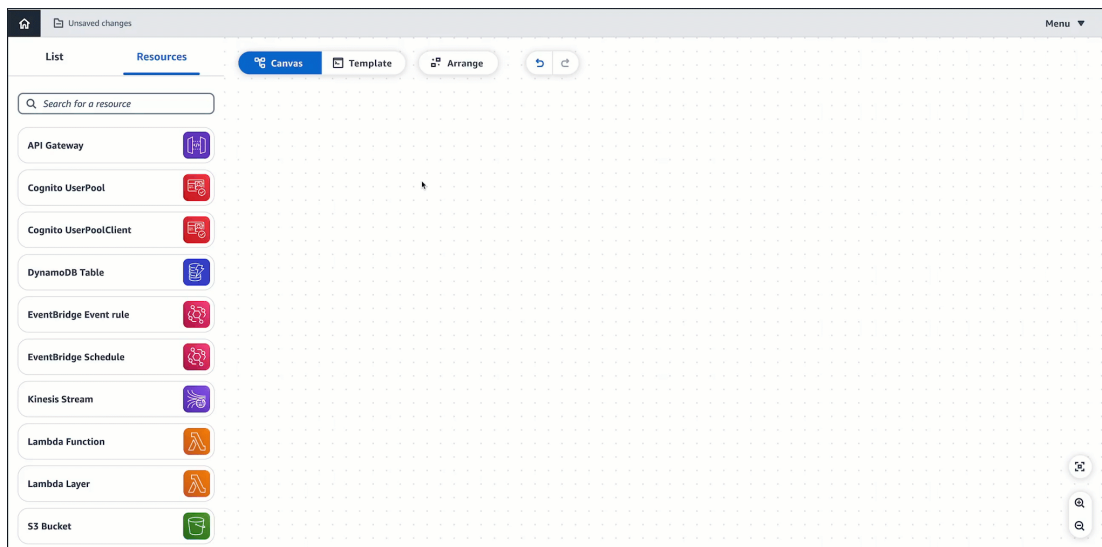 Unsaved changes
Menu ▼
List
Resources
Canvas
Template
Arrange
Search for a resource
API Gateway
Cognito UserPool
Cognito UserPoolClient
DynamoDB Table
EventBridge Event rule
EventBridge Schedule
Kinesis Stream
Lambda Function
Lambda Layer
S3 Bucket